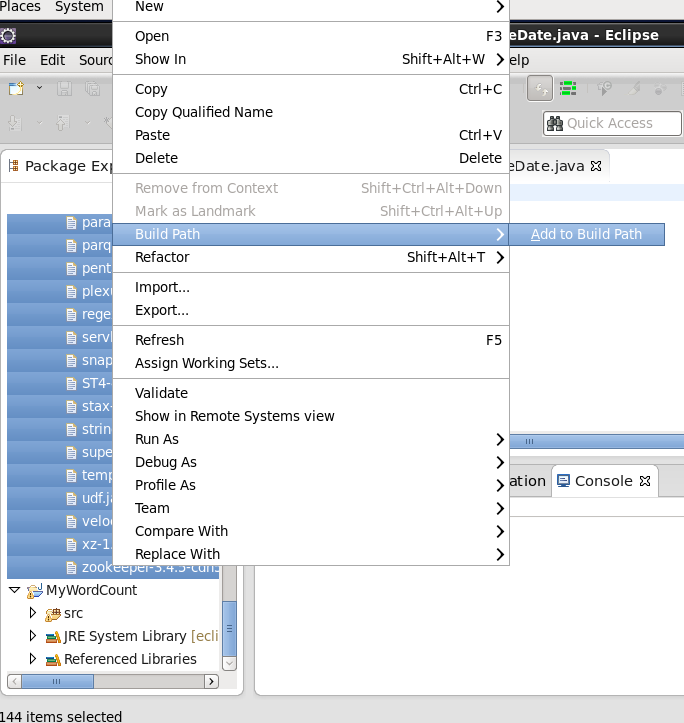 Places System
New
eDate.java - Eclipse
Open F3
File Edit Sour elp
Show In Shift+Alt+W
Copy Ctrl+C
Copy Qualified Name
Quick Access
Paste Ctrl+V
Delete Delete
Package Exp eDate.java
Remove from Context Shift+Ctrl+Alt+Down
Mark as Landmark Shift+Ctrl+Alt+Up
para
Build Path Add to Build Path
parq
Refactor Shift+Alt+T
pent
Import...
plexu
Export...
rege
Refresh F5
servl
Assign Working Sets...
snap
ST4-
Validate
stax-
Show in Remote Systems view
strin
Run As
supe
Debug As
temp
Profile As ation Console
udf.ja
Team
velo
Compare With
xz-1.
Replace With
zookeeper-3.4.5-cdh5
MyWordCount
src
JRE System Library [ecli
Referenced Libraries
144 items selected